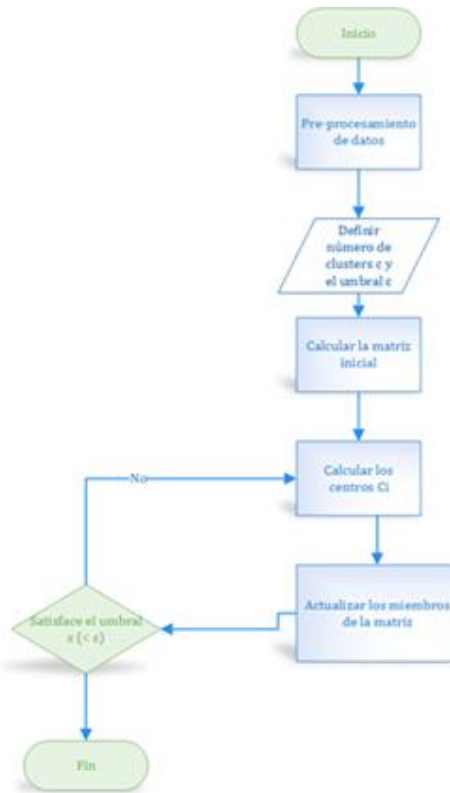 Inicio
Pre-procesamiento
de datos
Definir
número de
clusters c y
el umbral ε
Calcular la matriz
inicial
Calcular los
centros Ci
No
Actualizar los miembros
de la matriz
Satisface el umbral
ε (< ε)
Fin